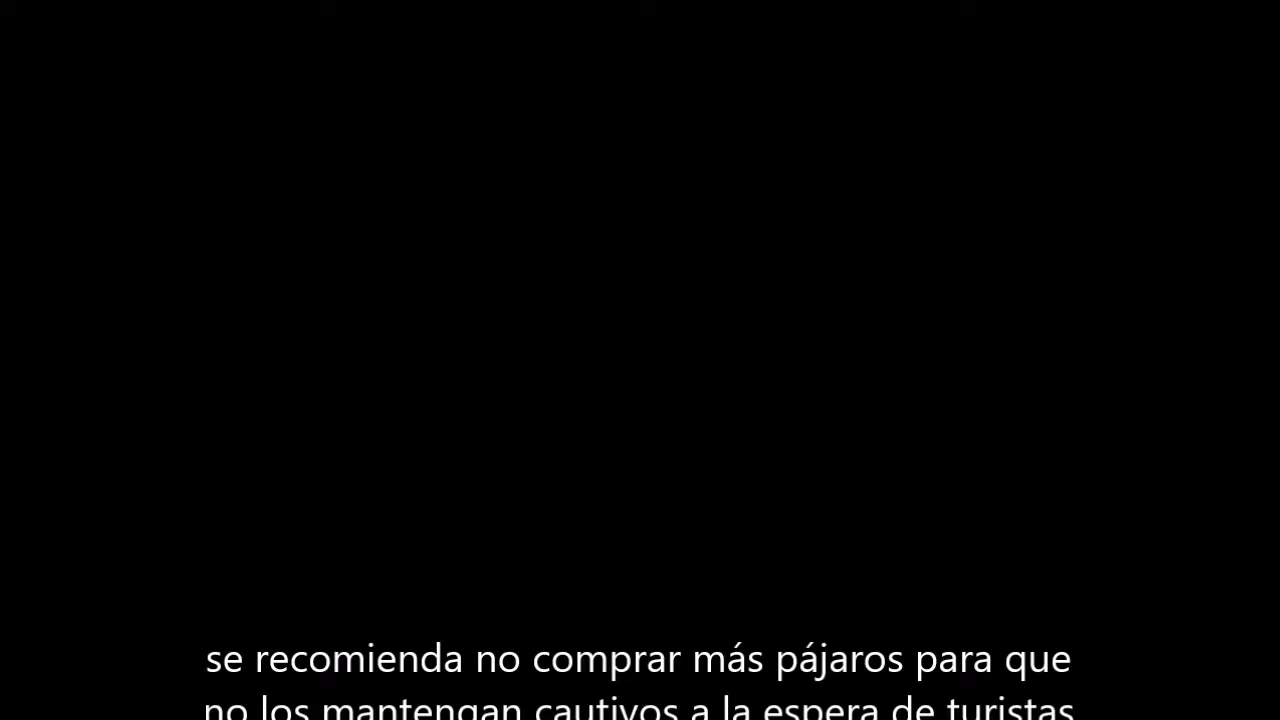 se recomienda no comprar más pájaros para que
no los mantengan cautivos a la espera de turistas